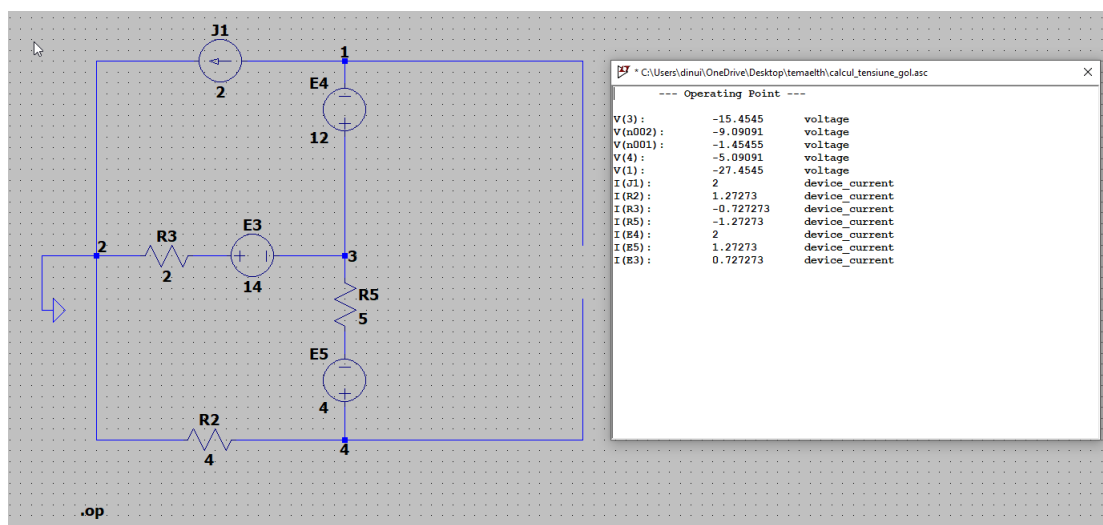 J1
2
1
E4
12
2
R3
2
E3
14
3
R5
5
E5
4
R2
4
4
.op
* C:\Users\dinui\OneDrive\Desktop\temaelth\calcul_tensiune_gol.asc
--- Operating Point ---
V(3): -15.4545 voltage
V(n002): -9.09091 voltage
V(n001): -1.45455 voltage
V(4): -5.09091 voltage
V(1): -27.4545 voltage
I(J1): 2 device_current
I(R2): 1.27273 device_current
I(R3): -0.727273 device_current
I(R5): -1.27273 device_current
I(E4): 2 device_current
I(E5): 1.27273 device_current
I(E3): 0.727273 device_current